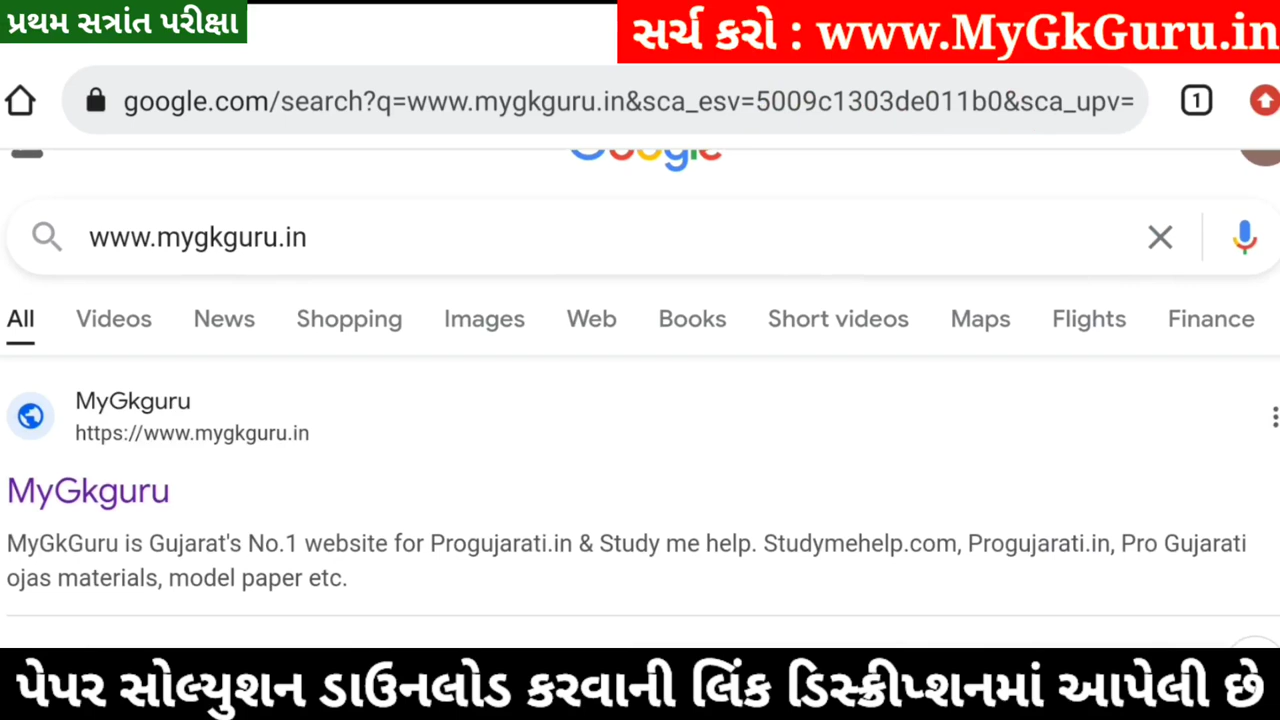 પ્રથમ સત્રાંત પરીક્ષા
સર્ચ કરો : www.MyGkGuru.in
google.com/search?q=www.mygkguru.in&sca_esv=5009c1303de011b0&sca_upv=
1
Google
www.mygkguru.in
All Videos News Shopping Images Web Books Short videos Maps Flights Finance
MyGkguru
https://www.mygkguru.in
MyGkguru
MyGkGuru is Gujarat's No.1 website for Progujarati.in & Study me help. Studymehelp.com, Progujarati.in, Pro Gujarati
ojas materials, model paper etc.
પેપર સોલ્યુશન ડાઉનલોડ કરવાની લિંક ડિસ્ક્રીપ્શનમાં આપેલી છે